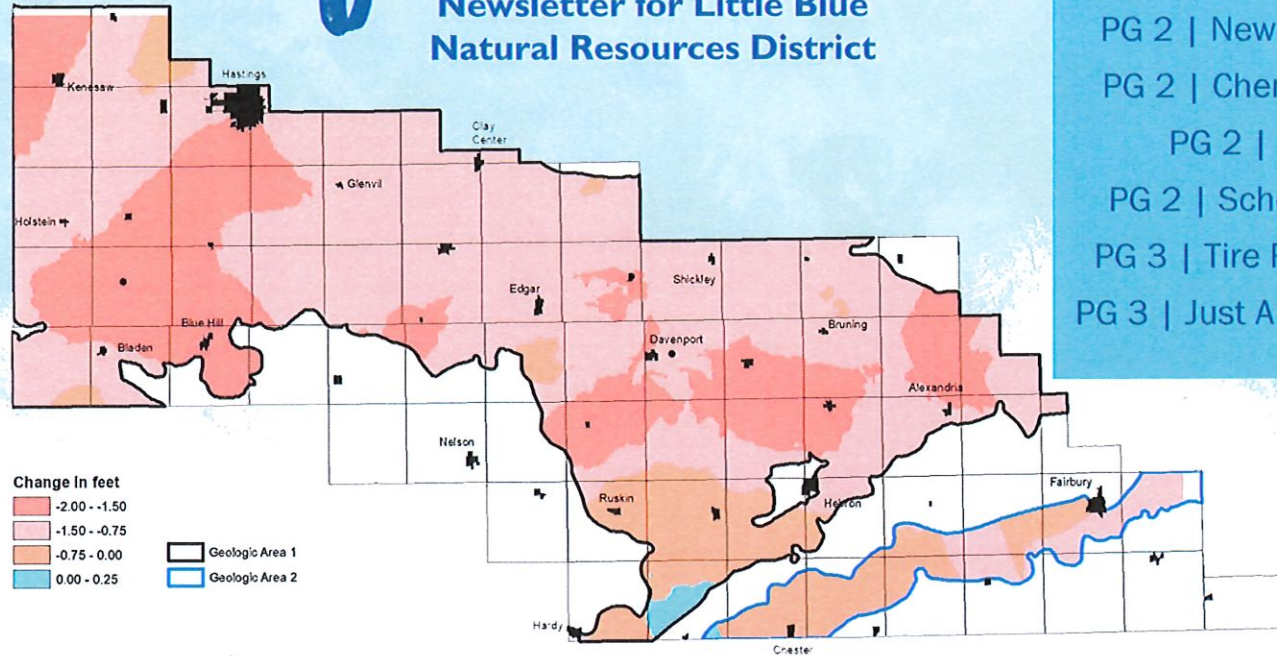 Newsletter for Little Blue
Natural Resources District
PG 2 | New
PG 2 |
PG 2 |
PG 2 |
PG 3 | Tire
PG 3 | Just
Kenesaw
Hastings
Clay
Center
Glenvil
Holstein
Edgar
Shickley
Blue Hill
Bladen
Davenport
Bruning
Alexandria
Nelson
Ruskin
Hebron
Fairbury
Hardy
Chester
Change in feet
-2.00 - -1.50
-1.50 - -0.75
-0.75 - 0.00
0.00 - 0.25
Geologic Area 1
Geologic Area 2